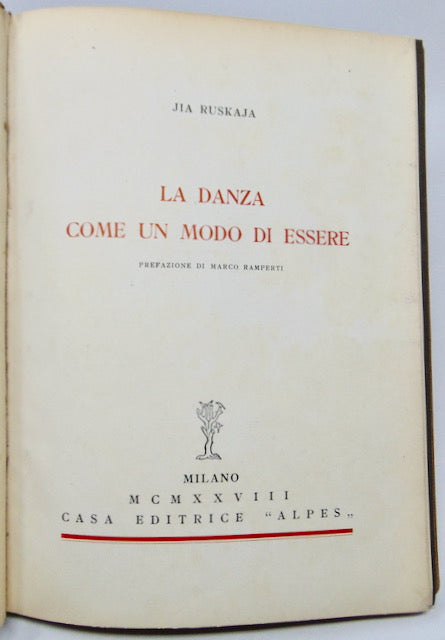 JIA RUSKAJA
LA DANZA
COME UN MODO DI ESSERE
PREFAZIONE DI MARCO RAMPERTI
MILANO
MCMXXVIII
CASA EDITRICE "ALPES„